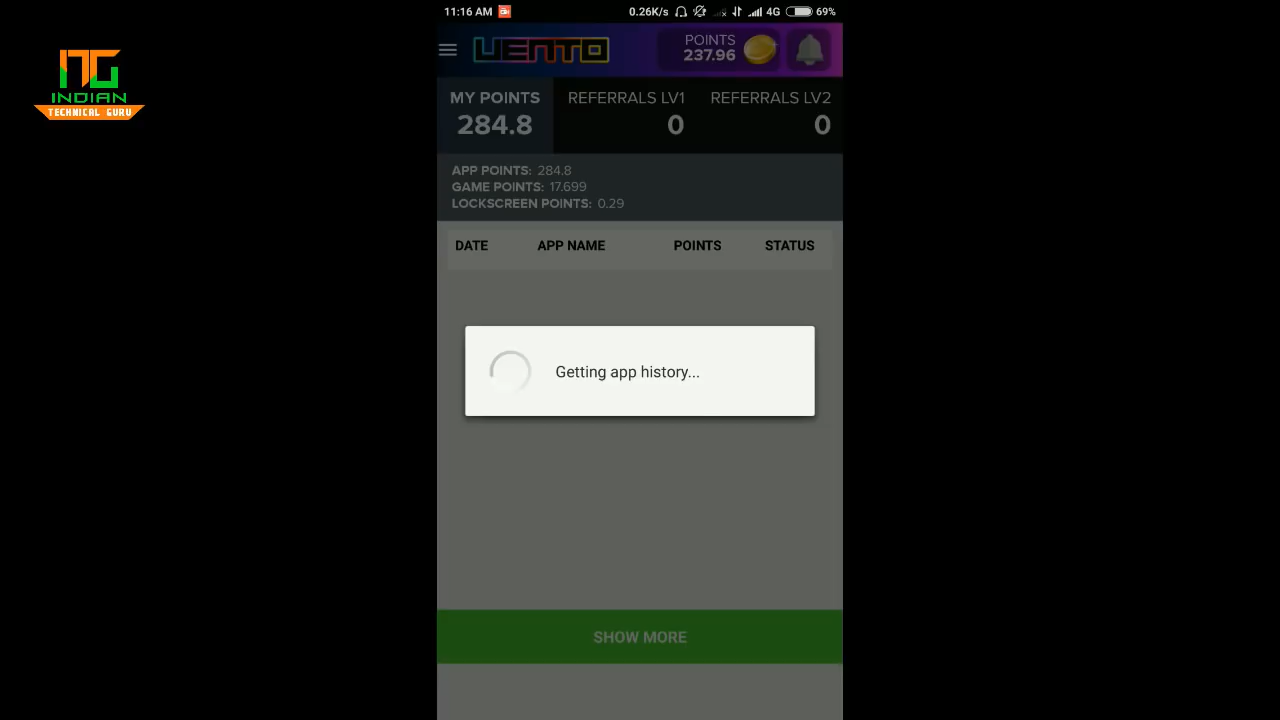 11:16 AM 0.26K/s 4G 69%
ITG
INDIAN
TECHNICAL GURU
UENTO
POINTS
237.96
MY POINTS REFERRALS LV1 REFERRALS LV2
284.8 0 0
APP POINTS: 284.8
GAME POINTS: 17.699
LOCKSCREEN POINTS: 0.29
DATE APP NAME POINTS STATUS
Getting app history...
SHOW MORE